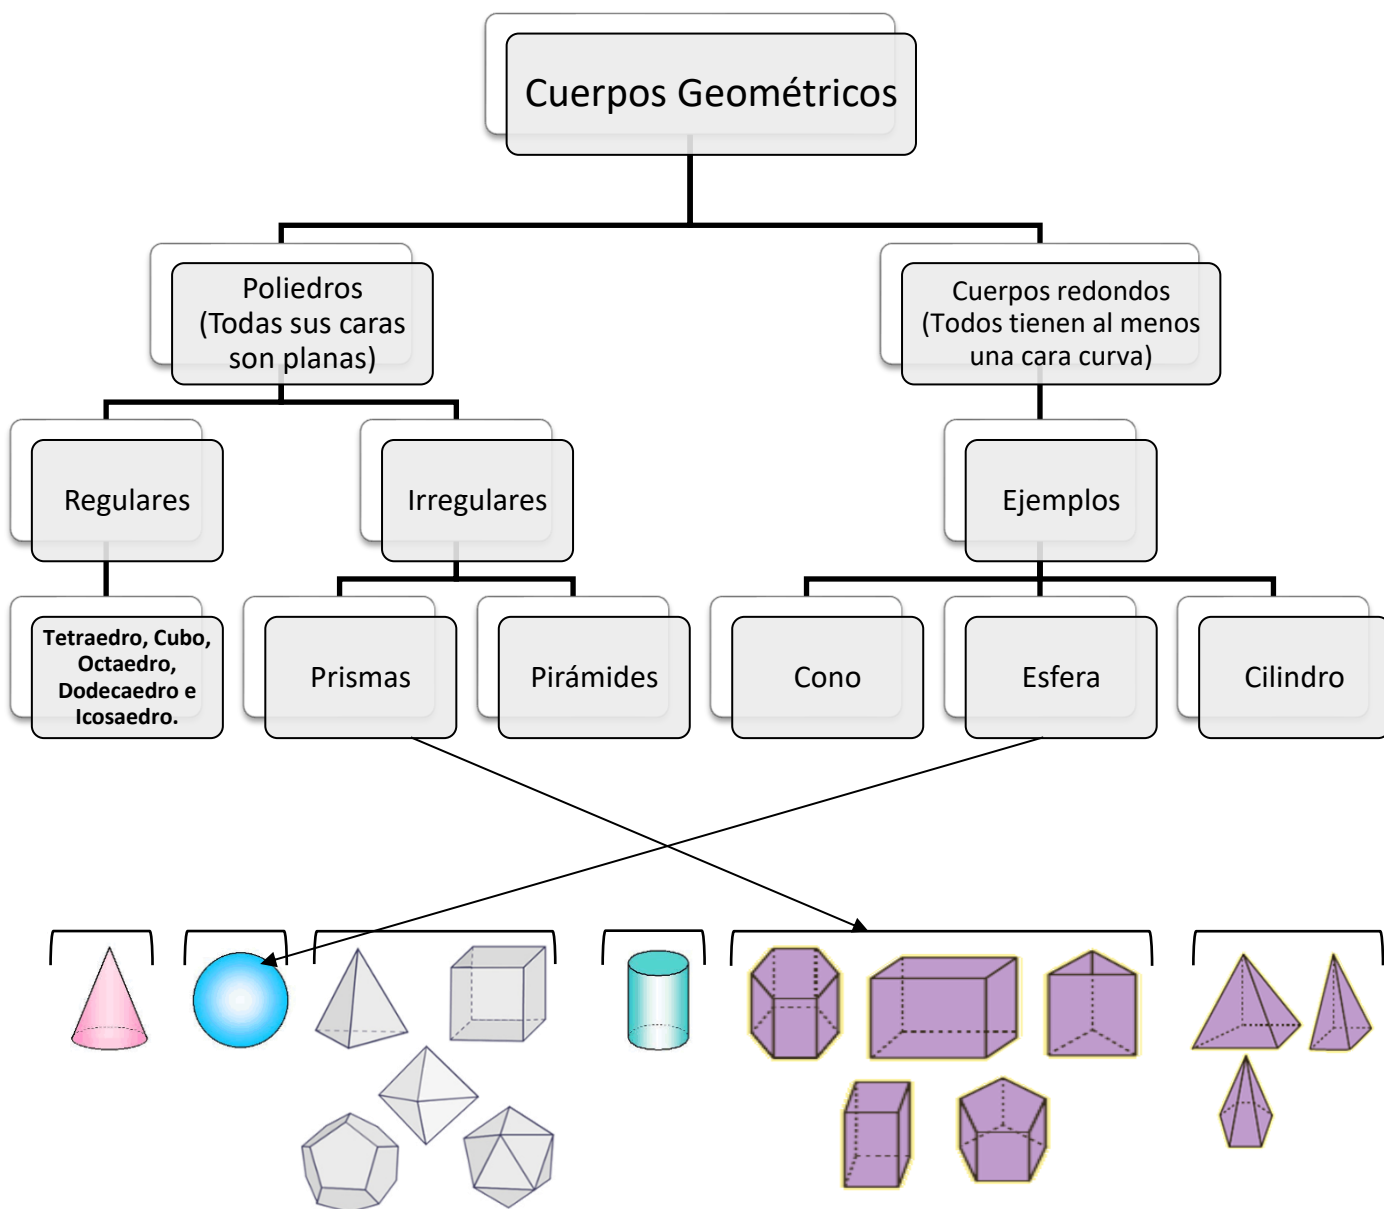 Cuerpos Geométricos
Poliedros
(Todas sus caras
son planas)
Cuerpos redondos
(Todos tienen al menos
una cara curva)
Regulares
Irregulares
Ejemplos
Tetraedro, Cubo,
Octaedro,
Dodecaedro e
Icosaedro.
Prismas
Pirámides
Cono
Esfera
Cilindro